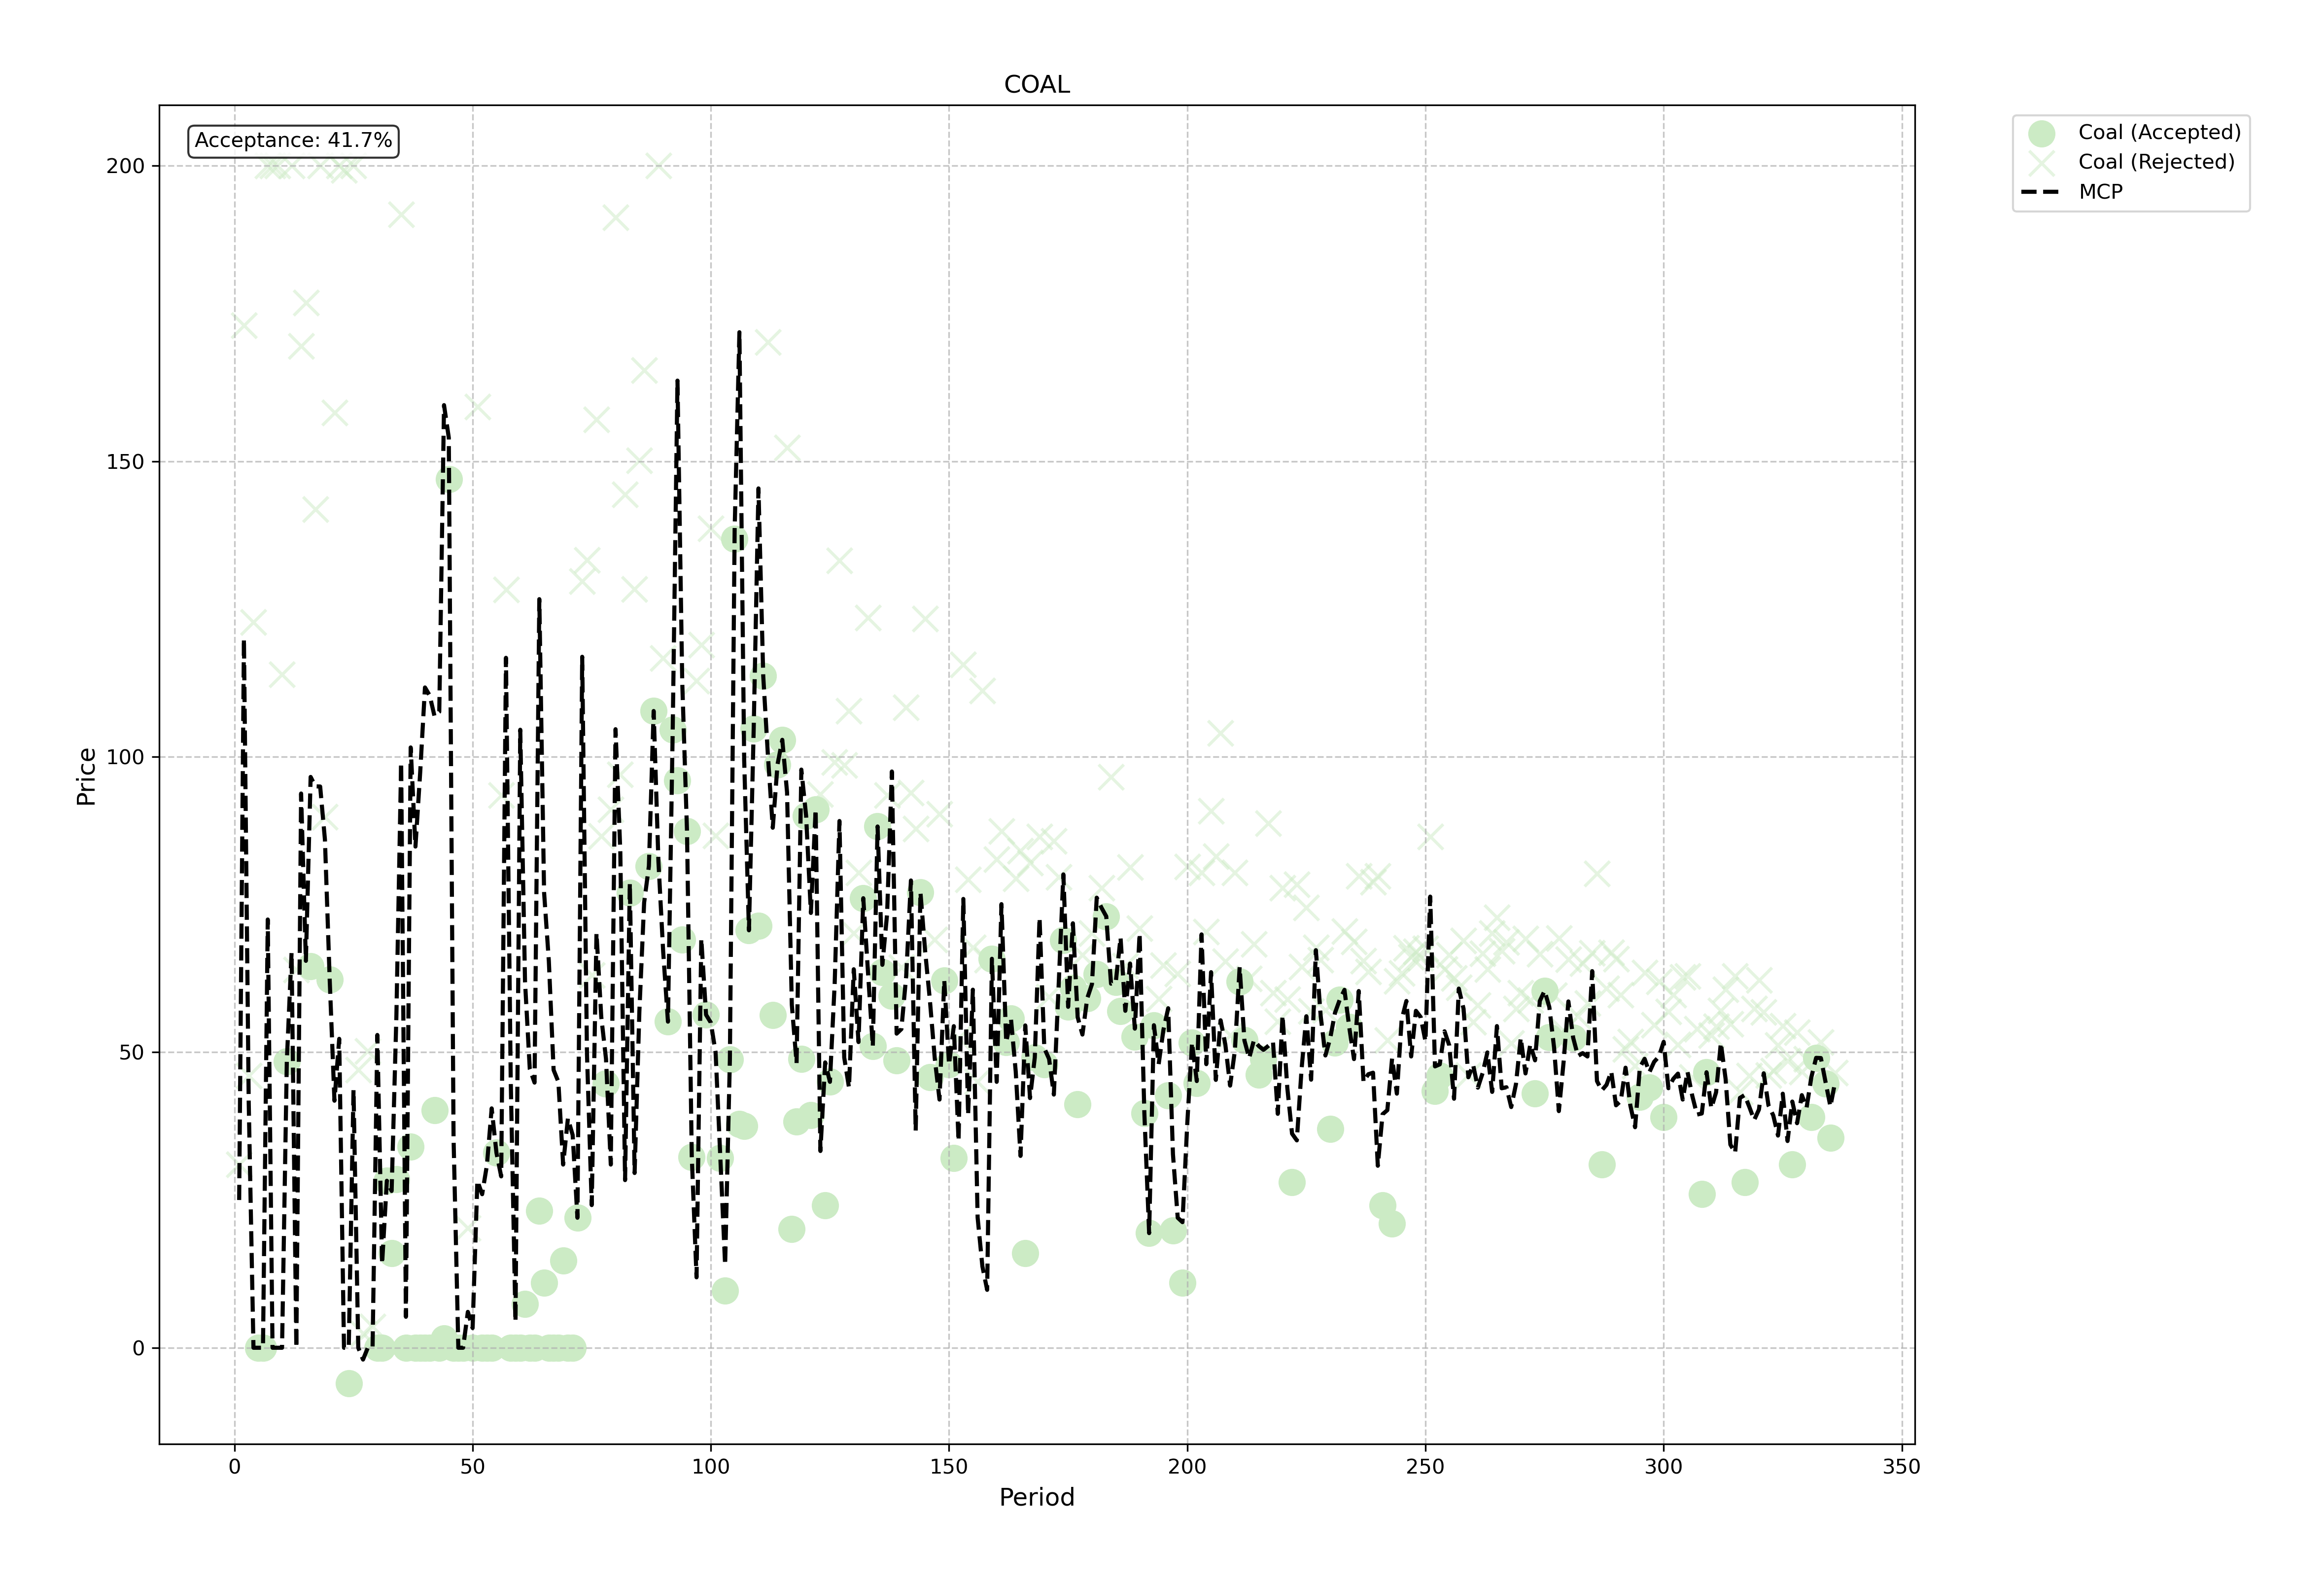 COAL
Acceptance: 41.7%
Coal (Accepted)
Coal (Rejected)
MCP
Price
200
150
100
50
0
0 50 100 150 200 250 300 350
Period